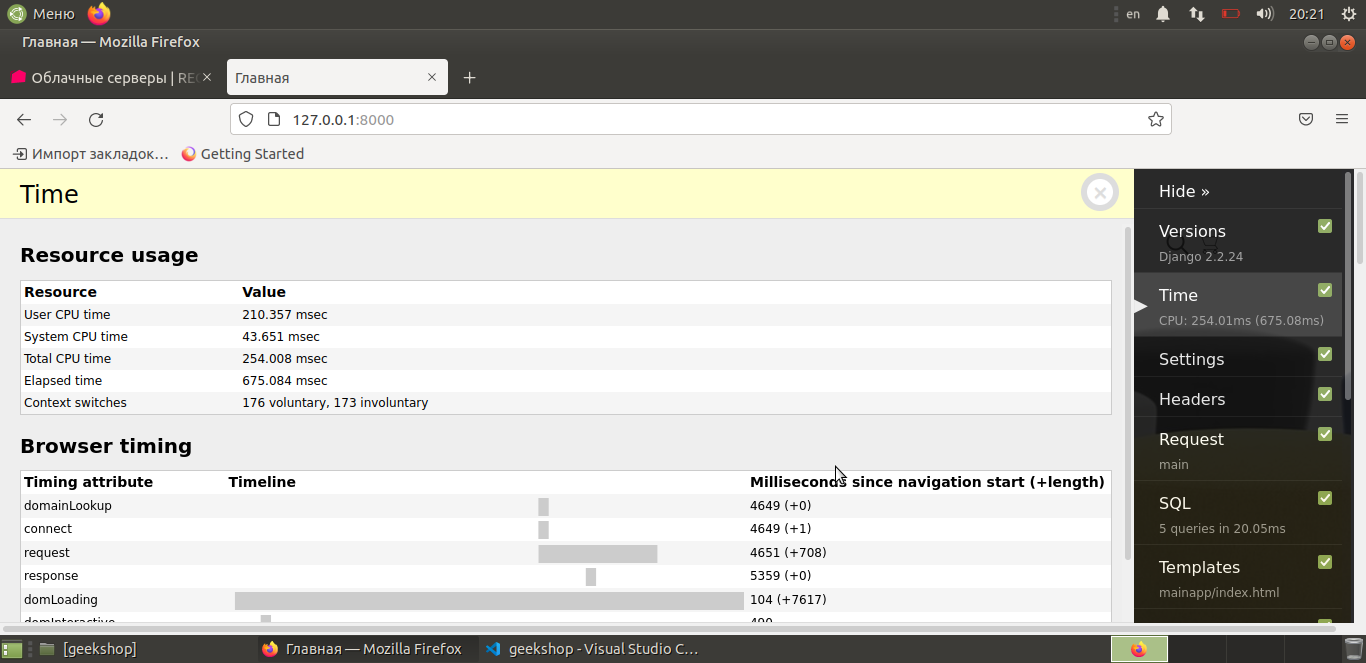 Меню
en
20:21
Главная — Mozilla Firefox
Облачные серверы | RE
Главная
127.0.0.1:8000
Импорт закладок...
Getting Started
Time
Resource usage
Resource Value
User CPU time 210.357 msec
System CPU time 43.651 msec
Total CPU time 254.008 msec
Elapsed time 675.084 msec
Context switches 176 voluntary, 173 involuntary
Browser timing
Timing attribute Timeline Milliseconds since navigation start (+length)
domainLookup 4649 (+0)
connect 4649 (+1)
request 4651 (+708)
response 5359 (+0)
domLoading 104 (+7617)
domInteractive 490
Hide »
Versions
Django 2.2.24
Time
CPU: 254.01ms (675.08ms)
Settings
Headers
Request
main
SQL
5 queries in 20.05ms
Templates
mainapp/index.html
[geekshop]
Главная — Mozilla Firefox
geekshop - Visual Studio C...